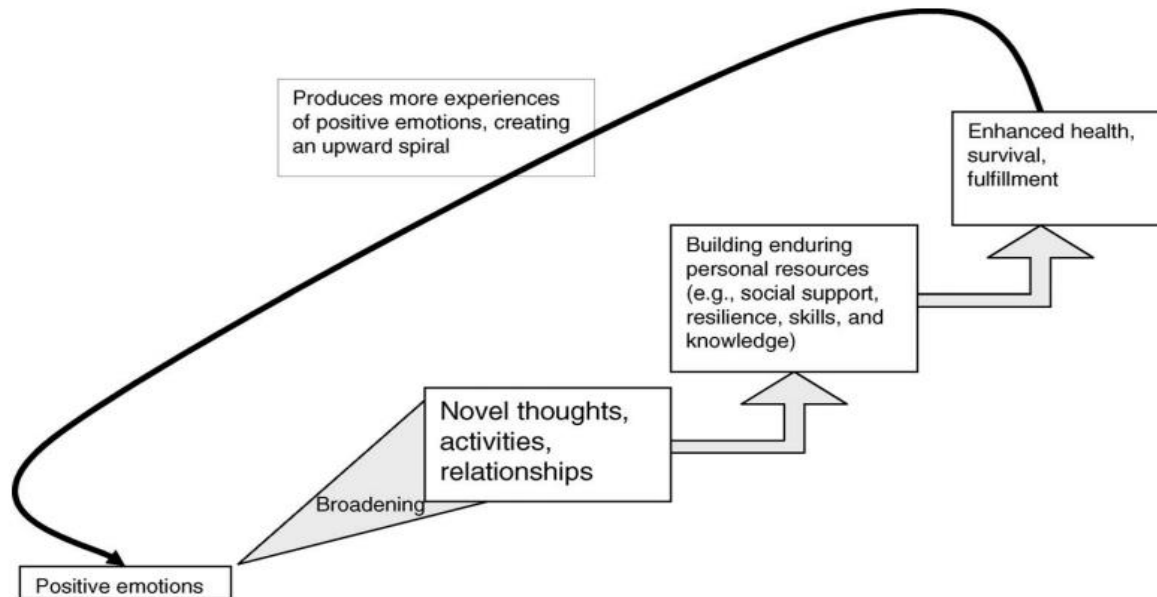 Produces more experiences
of positive emotions, creating
an upward spiral
Enhanced health,
survival,
fulfillment
Building enduring
personal resources
(e.g., social support,
resilience, skills, and
knowledge)
Novel thoughts,
activities,
relationships
Broadening
Positive emotions